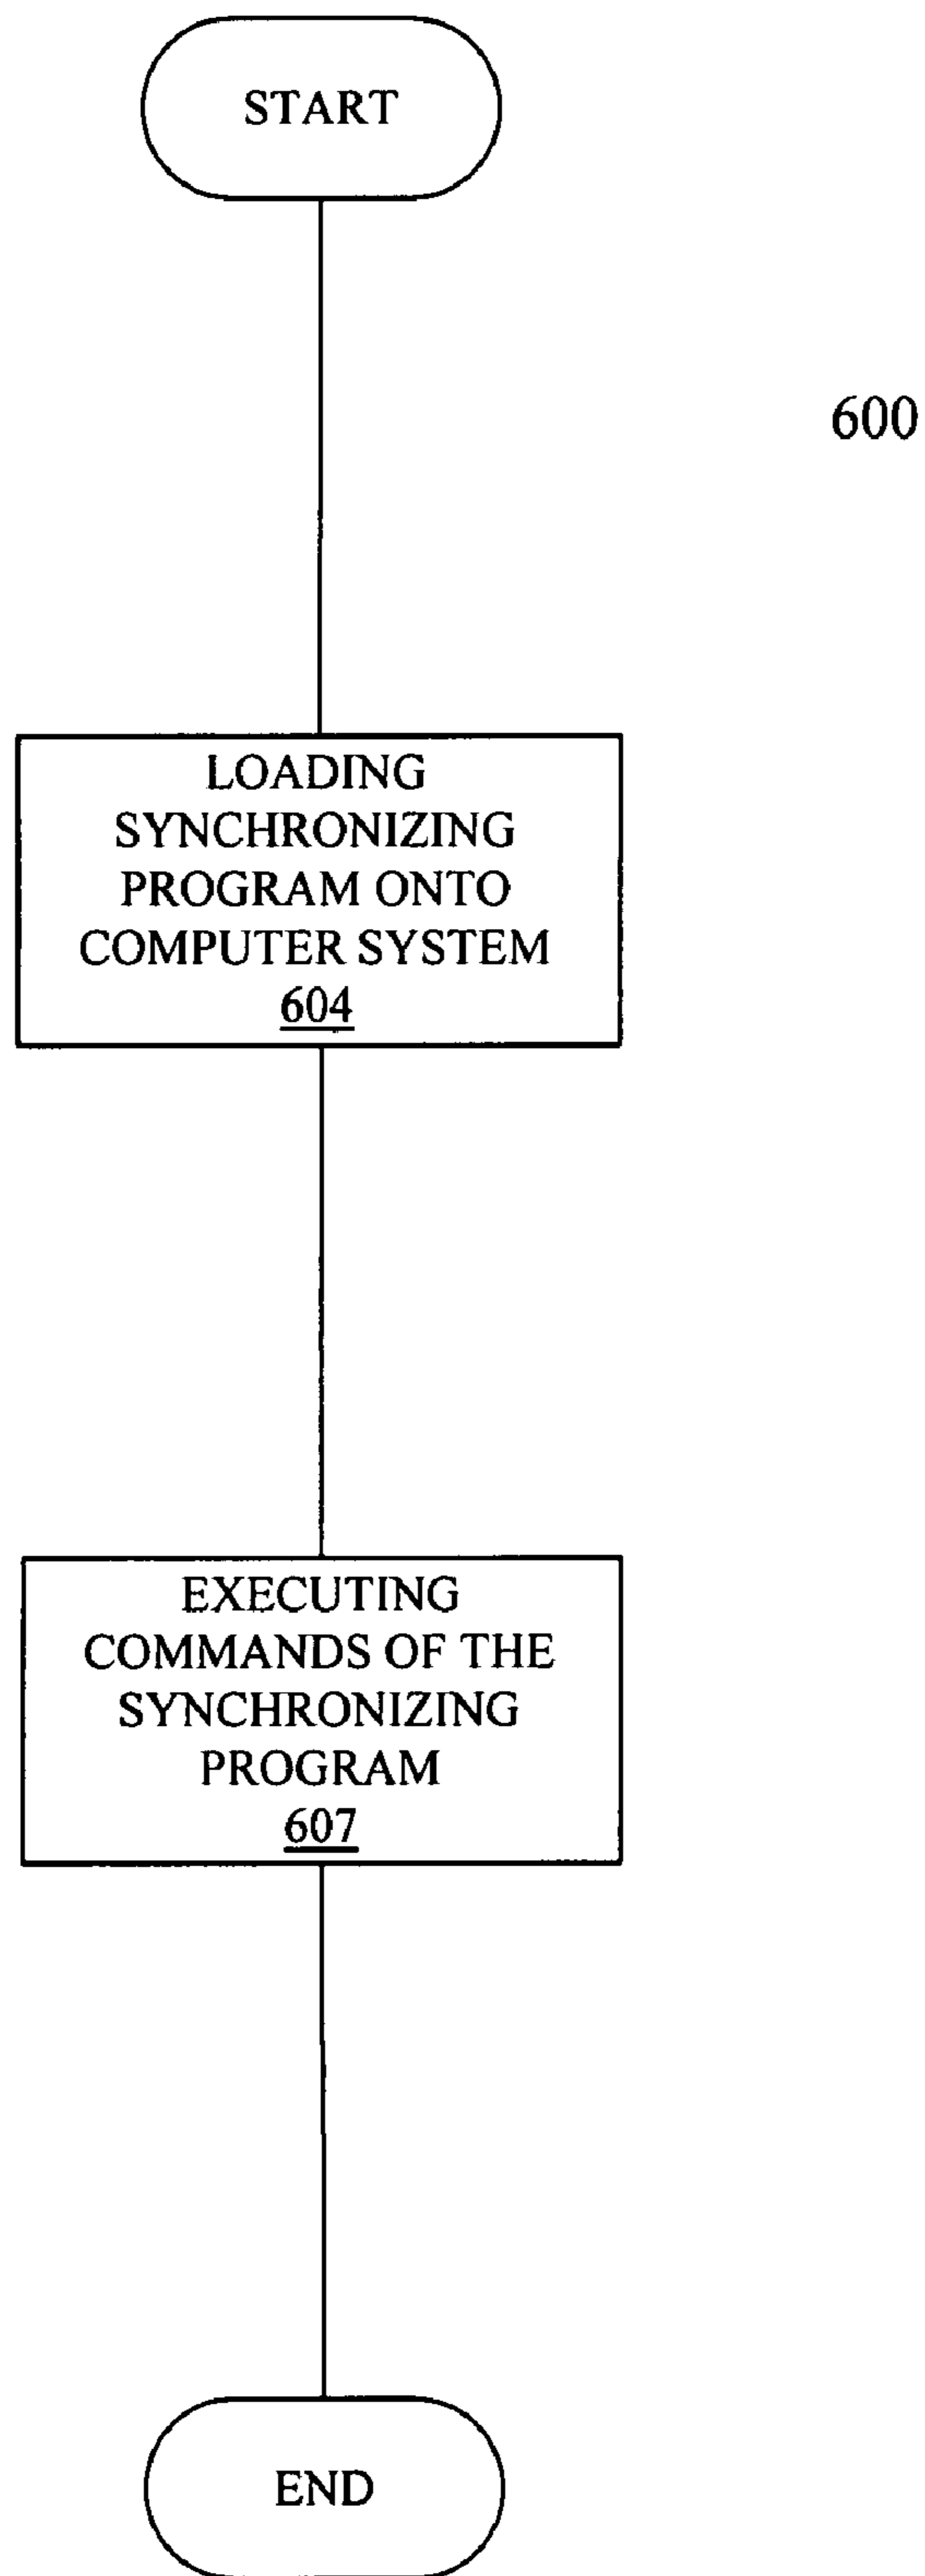 START
600
LOADING
SYNCHRONIZING
PROGRAM ONTO
COMPUTER SYSTEM
604
EXECUTING
COMMANDS OF THE
SYNCHRONIZING
PROGRAM
607
END